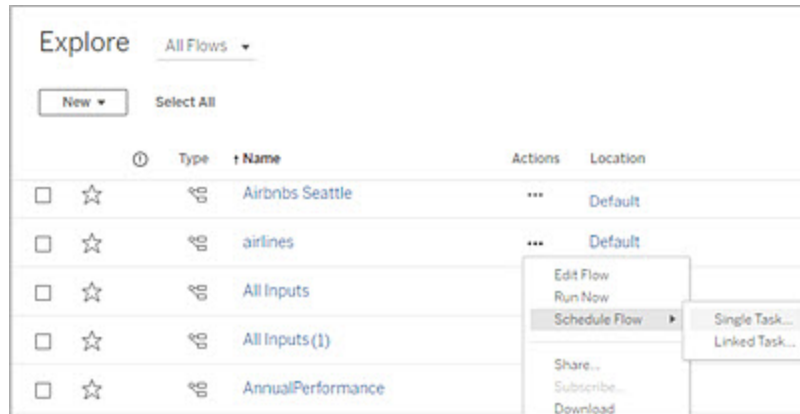 Explore All Flows
New Select All
Type ↑ Name Actions Location
Airbnbs Seattle ... Default
airlines ... Default
All Inputs
All Inputs (1)
AnnualPerformance
Edit Flow
Run Now
Schedule Flow
Single Task...
Linked Task...
Share...
Subscribe...
Download